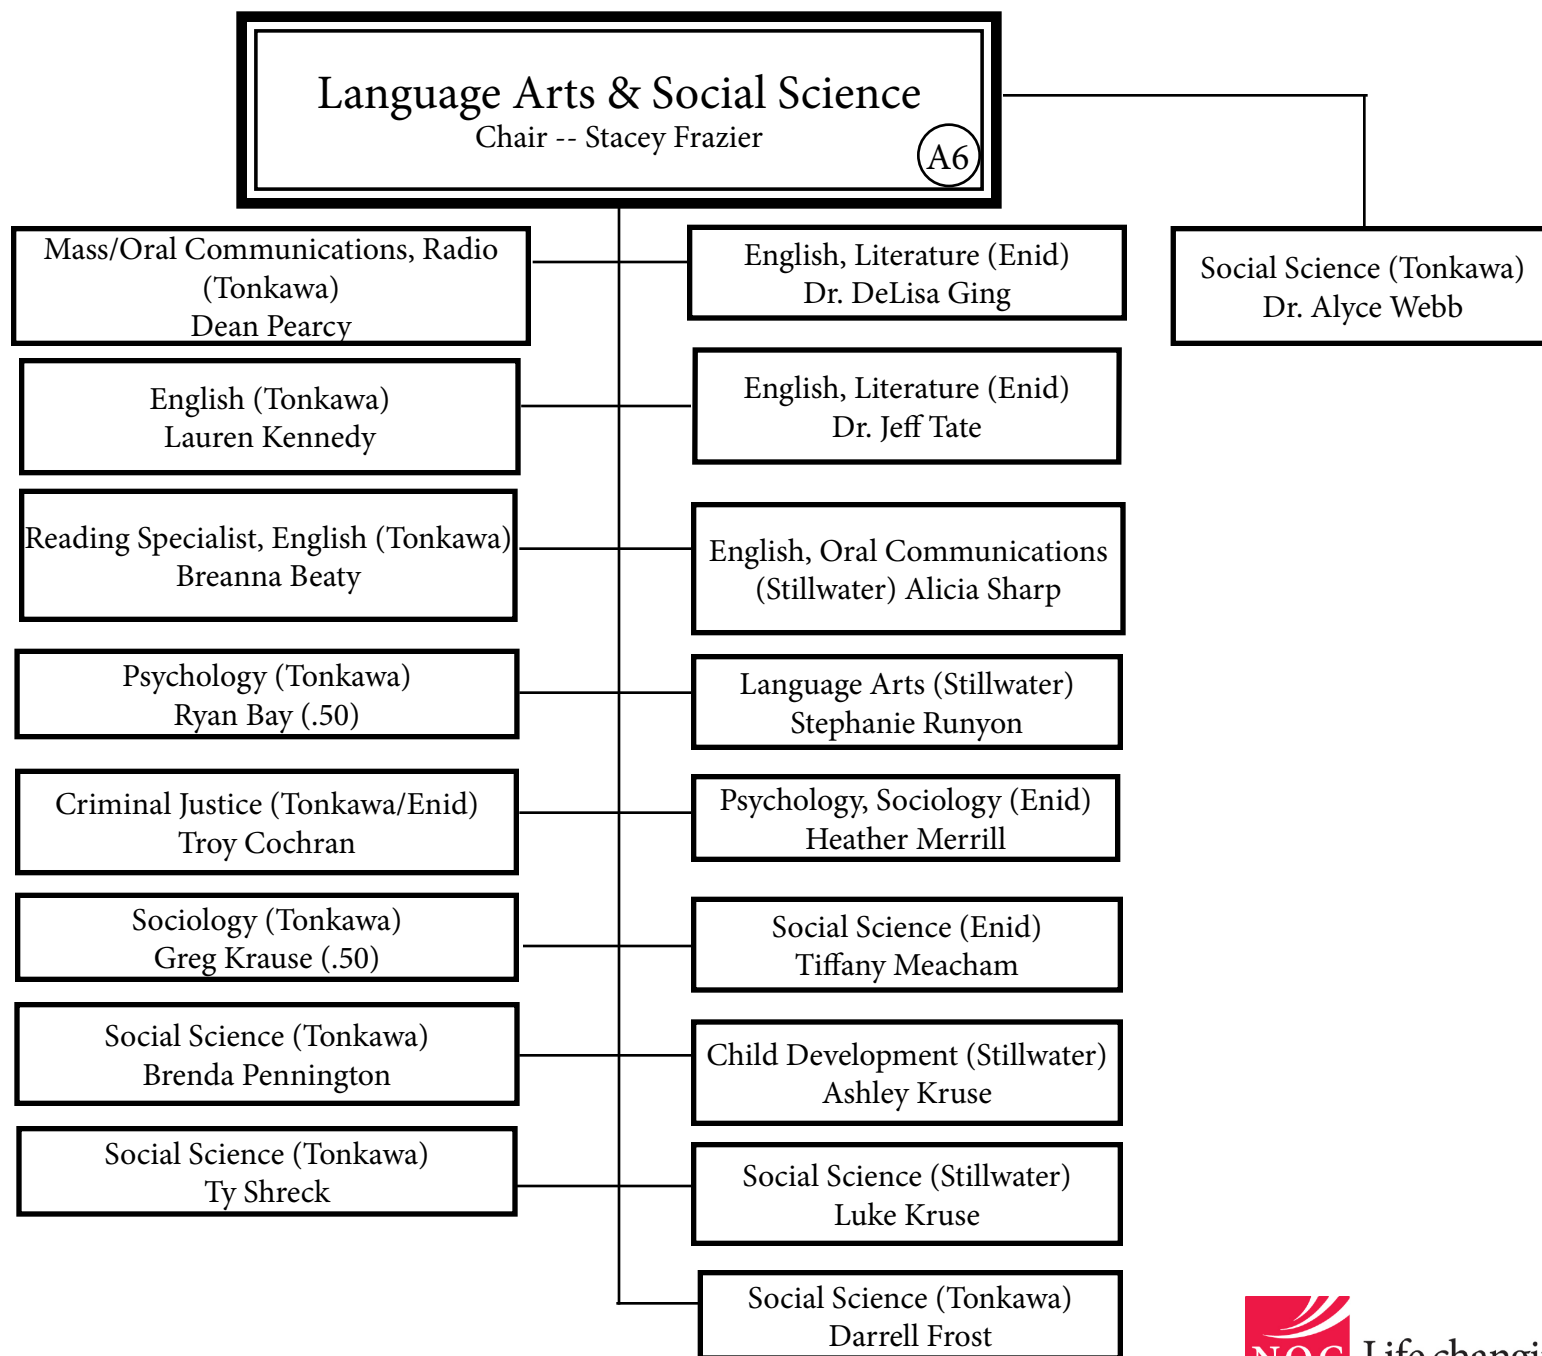 Language Arts & Social Science
Chair -- Stacey Frazier
A6
Mass/Oral Communications, Radio
(Tonkawa)
Dean Pearcy
English, Literature (Enid)
Dr. DeLisa Ging
Social Science (Tonkawa)
Dr. Alyce Webb
English (Tonkawa)
Lauren Kennedy
English, Literature (Enid)
Dr. Jeff Tate
Reading Specialist, English (Tonkawa)
Breanna Beaty
English, Oral Communications
(Stillwater) Alicia Sharp
Psychology (Tonkawa)
Ryan Bay (.50)
Language Arts (Stillwater)
Stephanie Runyon
Criminal Justice (Tonkawa/Enid)
Troy Cochran
Psychology, Sociology (Enid)
Heather Merrill
Sociology (Tonkawa)
Greg Krause (.50)
Social Science (Enid)
Tiffany Meacham
Social Science (Tonkawa)
Brenda Pennington
Child Development (Stillwater)
Ashley Kruse
Social Science (Tonkawa)
Ty Shreck
Social Science (Stillwater)
Luke Kruse
Social Science (Tonkawa)
Darrell Frost
NOC
Life